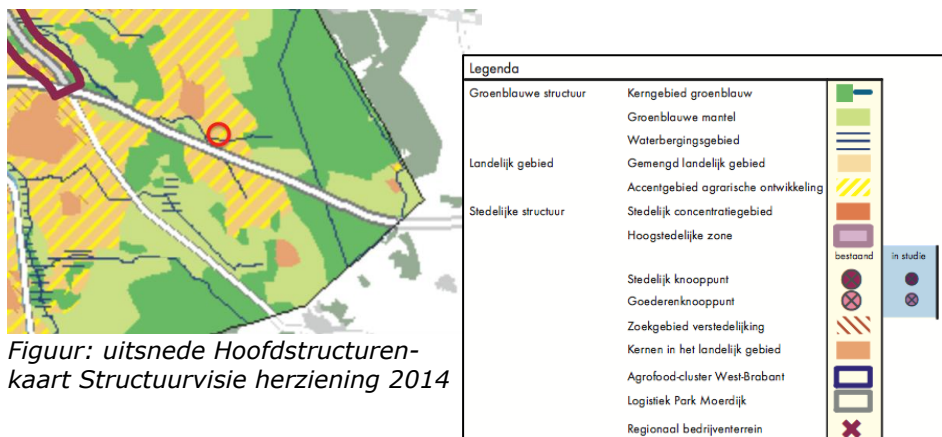 Figuur: uitsnede Hoofdstructuren-
kaart Structuurvisie herziening 2014
Legenda
Groenblauwe structuur Kerngebied groenblauw
Groenblauwe mantel
Waterbergingsgebied
Landelijk gebied Gemengd landelijk gebied
Accentgebied agrarische ontwikkeling
Stedelijke structuur Stedelijk concentratiegebied
Hoogstedelijke zone
bestaand in studie
Stedelijk knooppunt
Goederenknooppunt
Zoekgebied verstedelijking
Kernen in het landelijk gebied
Agrofood-cluster West-Brabant
Logistiek Park Moerdijk
Regionaal bedrijventerrein